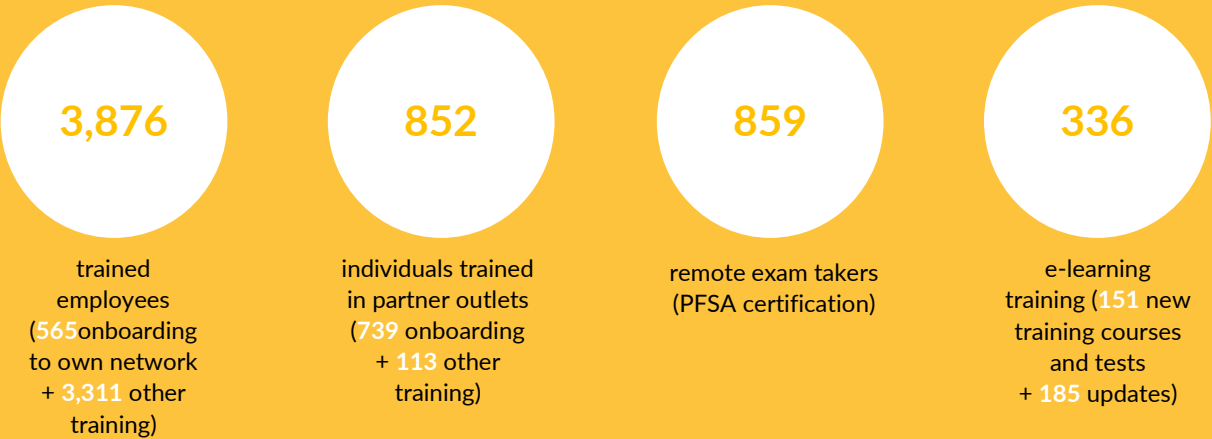 3,876
trained
employees
(565onboarding
to own network
+ 3,311 other
training)
852
individuals trained
in partner outlets
(739 onboarding
+ 113 other
training)
859
remote exam takers
(PFSA certification)
336
e-learning
training (151 new
training courses
and tests
+ 185 updates)